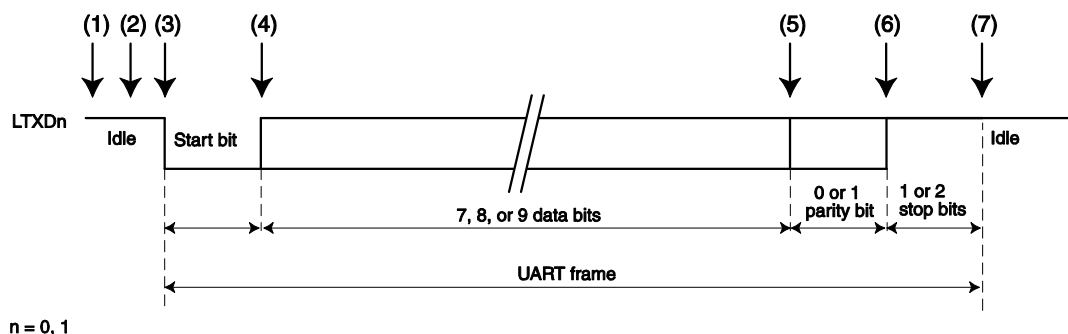 (1) (2) (3) (4) (5) (6) (7)
LTXDn
Idle
Start bit
Idle
7, 8, or 9 data bits
0 or 1
parity bit
1 or 2
stop bits
UART frame
n = 0, 1